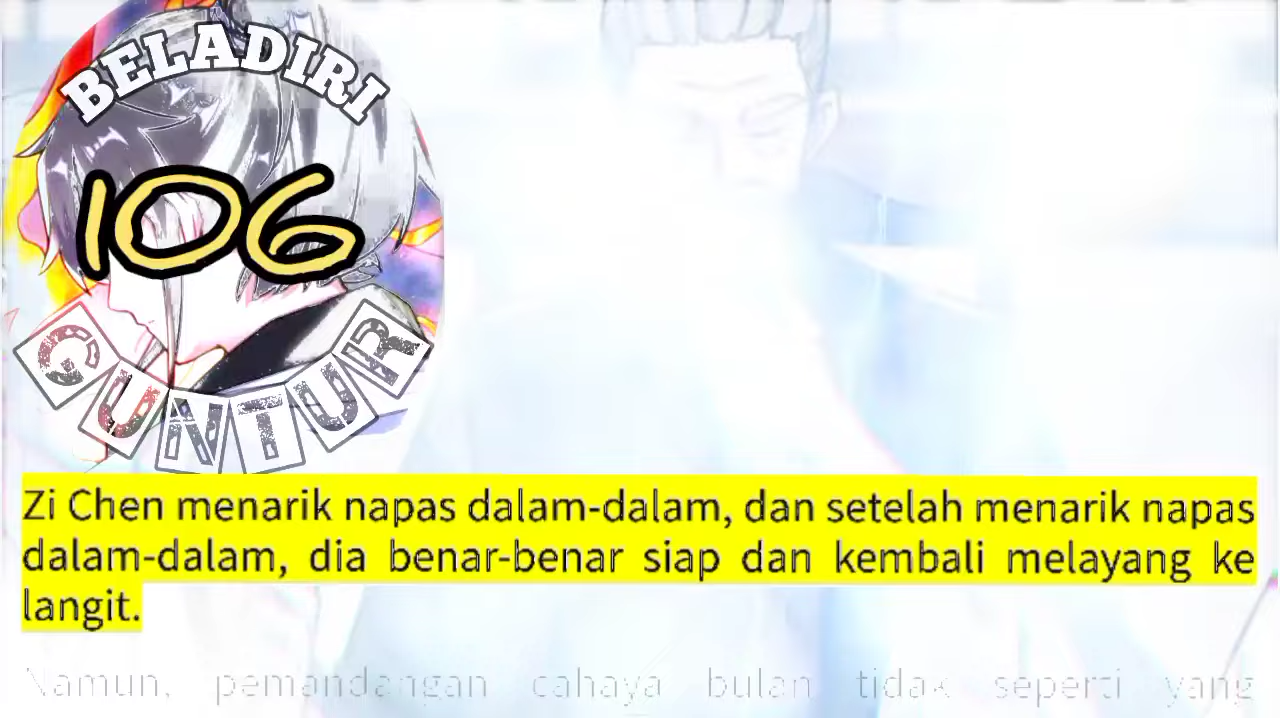 BELADIRI
106
GUNTUR
Zi Chen menarik napas dalam-dalam, dan setelah menarik napas
dalam-dalam, dia benar-benar siap dan kembali melayang ke
langit.
Namun, pemandangan cahaya bulan tidak seperti yang